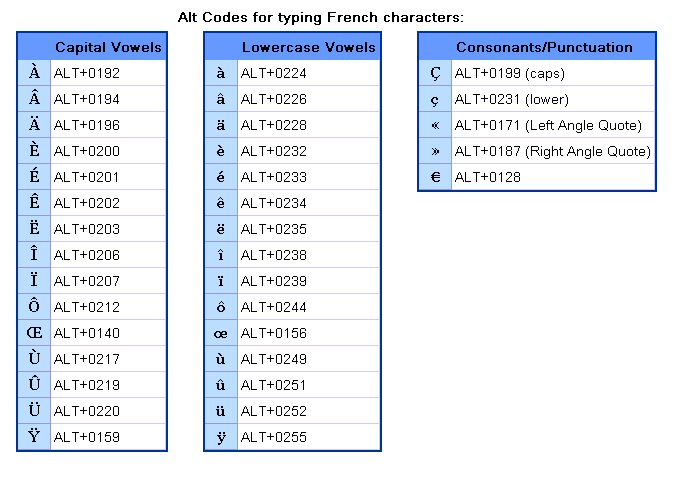 Alt Codes for typing French characters:
Capital Vowels
À ALT+0192
Â ALT+0194
Ä ALT+0196
È ALT+0200
É ALT+0201
Ê ALT+0202
Ë ALT+0203
Î ALT+0206
Ï ALT+0207
Ô ALT+0212
Œ ALT+0140
Ù ALT+0217
Û ALT+0219
Ü ALT+0220
Ÿ ALT+0159
Lowercase Vowels
à ALT+0224
â ALT+0226
ä ALT+0228
è ALT+0232
é ALT+0233
ê ALT+0234
ë ALT+0235
î ALT+0238
ï ALT+0239
ô ALT+0244
œ ALT+0156
ù ALT+0249
û ALT+0251
ü ALT+0252
ÿ ALT+0255
Consonants/Punctuation
Ç ALT+0199 (caps)
ç ALT+0231 (lower)
« ALT+0171 (Left Angle Quote)
» ALT+0187 (Right Angle Quote)
€ ALT+0128